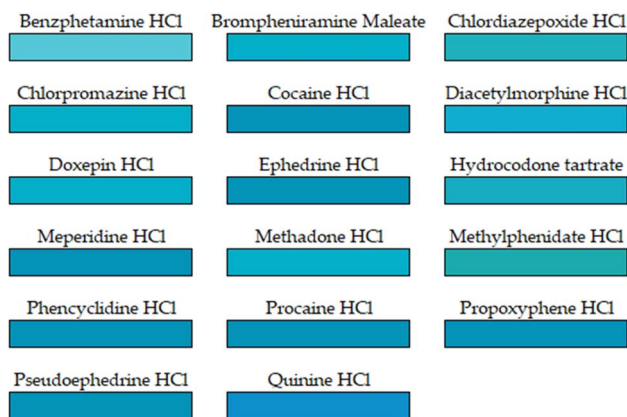 Benzphetamine HCl
Brompheniramine Maleate
Chlordiazepoxide HCl
Chlorpromazine HCl
Cocaine HCl
Diacetylmorphine HCl
Doxepin HCl
Ephedrine HCl
Hydrocodone tartrate
Meperidine HCl
Methadone HCl
Methylphenidate HCl
Phencyclidine HCl
Procaine HCl
Propoxyphene HCl
Pseudoephedrine HCl
Quinine HCl